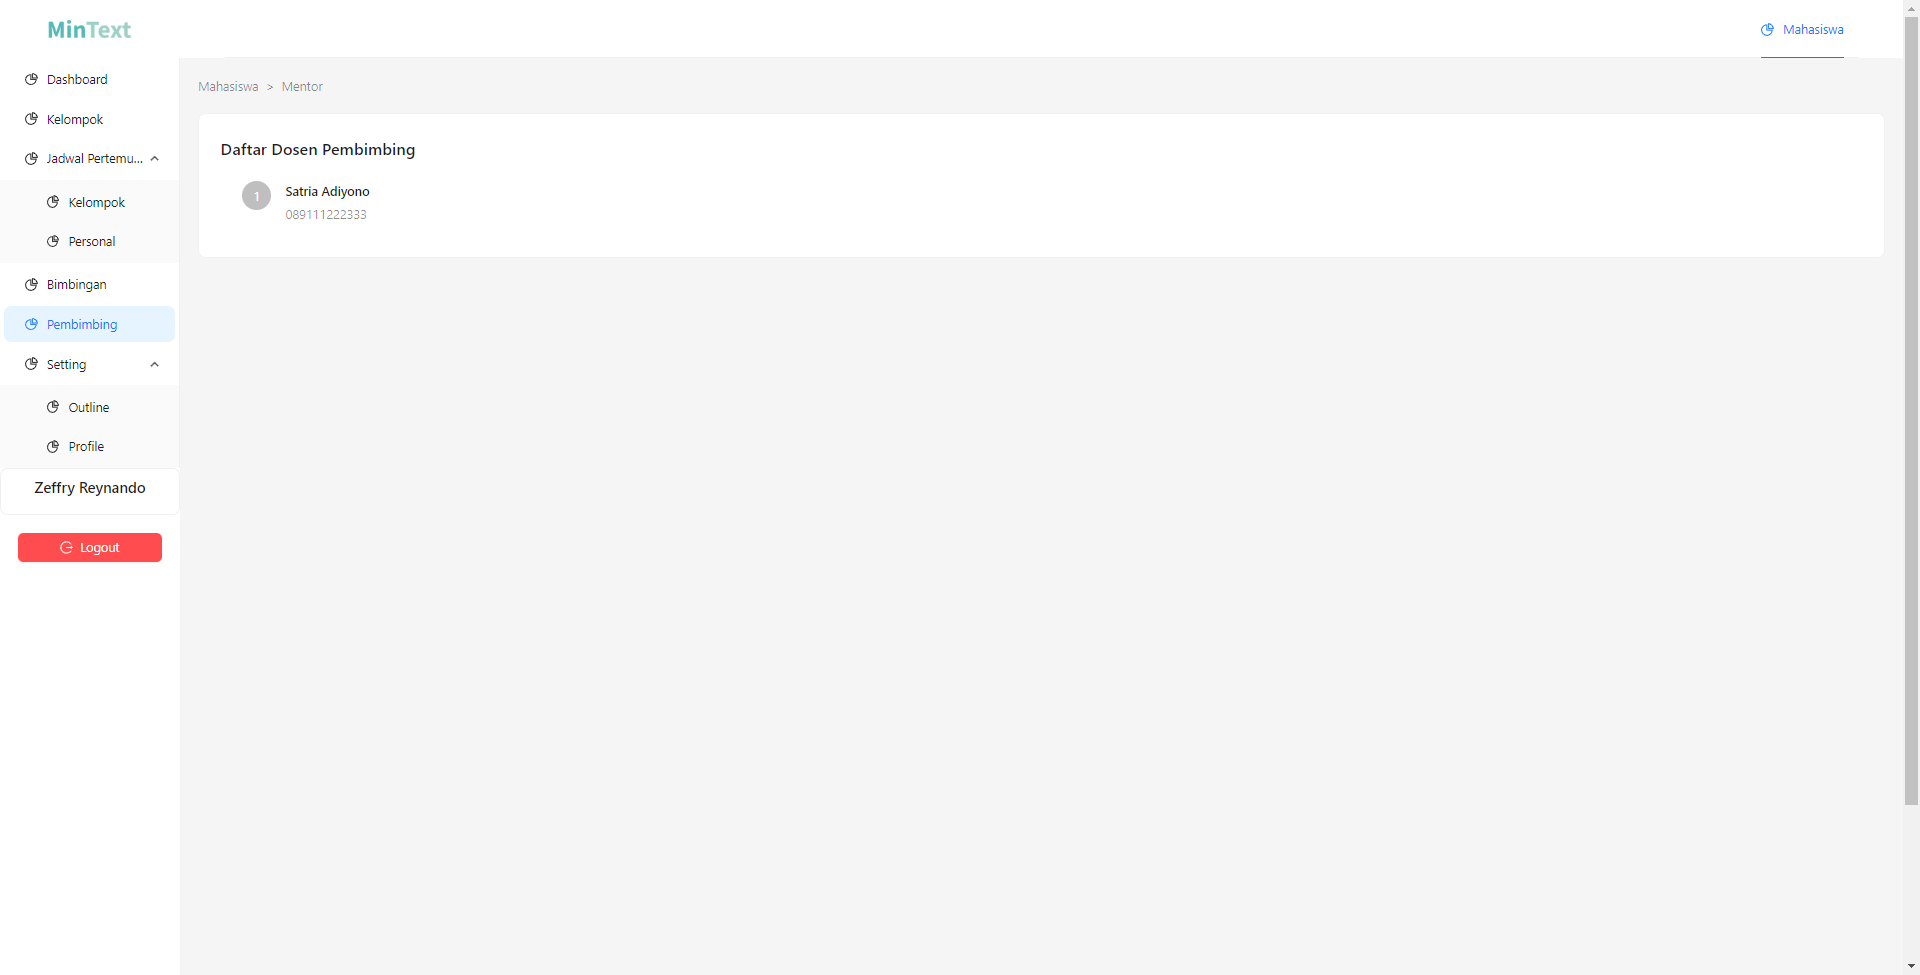 MinText
Mahasiswa
Dashboard
Kelompok
Jadwal Pertemu...
Kelompok
Personal
Bimbingan
Pembimbing
Setting
Outline
Profile
Zeffry Reynando
Logout
Mahasiswa > Mentor
Daftar Dosen Pembimbing
1
Satria Adiyono
089111222333